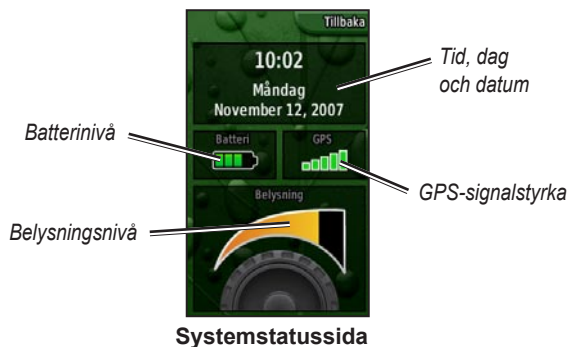 Tillbaka
10:02
Måndag
November 12, 2007
Tid, dag
och datum
Batterinivå
Batteri
GPS
GPS-signalstyrka
Belysning
Belysningsnivå
Systemstatussida